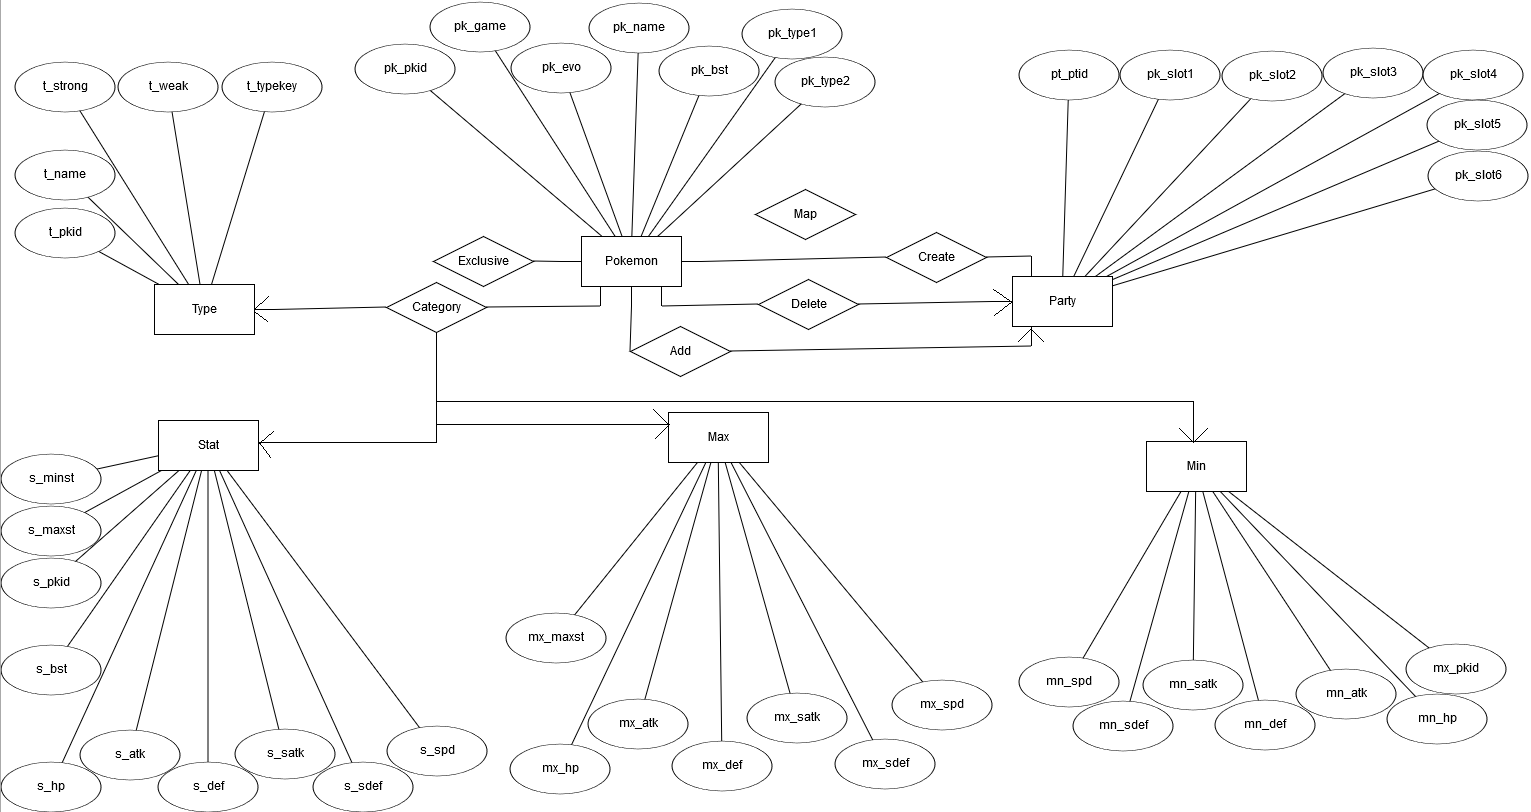 pk_game
pk_name
pk_type1
pk_pkid
pk_evo
pk_bst
pk_type2
t_strong
t_weak
t_typekey
pt_ptid
pk_slot1
pk_slot2
pk_slot3
pk_slot4
pk_slot5
pk_slot6
t_name
t_pkid
Map
Exclusive
Pokemon
Create
Type
Category
Delete
Party
Add
Stat
Max
Min
s_minst
s_maxst
s_pkid
s_bst
s_hp
s_atk
s_def
s_satk
s_sdef
s_spd
mx_maxst
mx_hp
mx_atk
mx_def
mx_satk
mx_sdef
mx_spd
mn_spd
mn_sdef
mn_satk
mn_def
mn_atk
mn_hp
mx_pkid